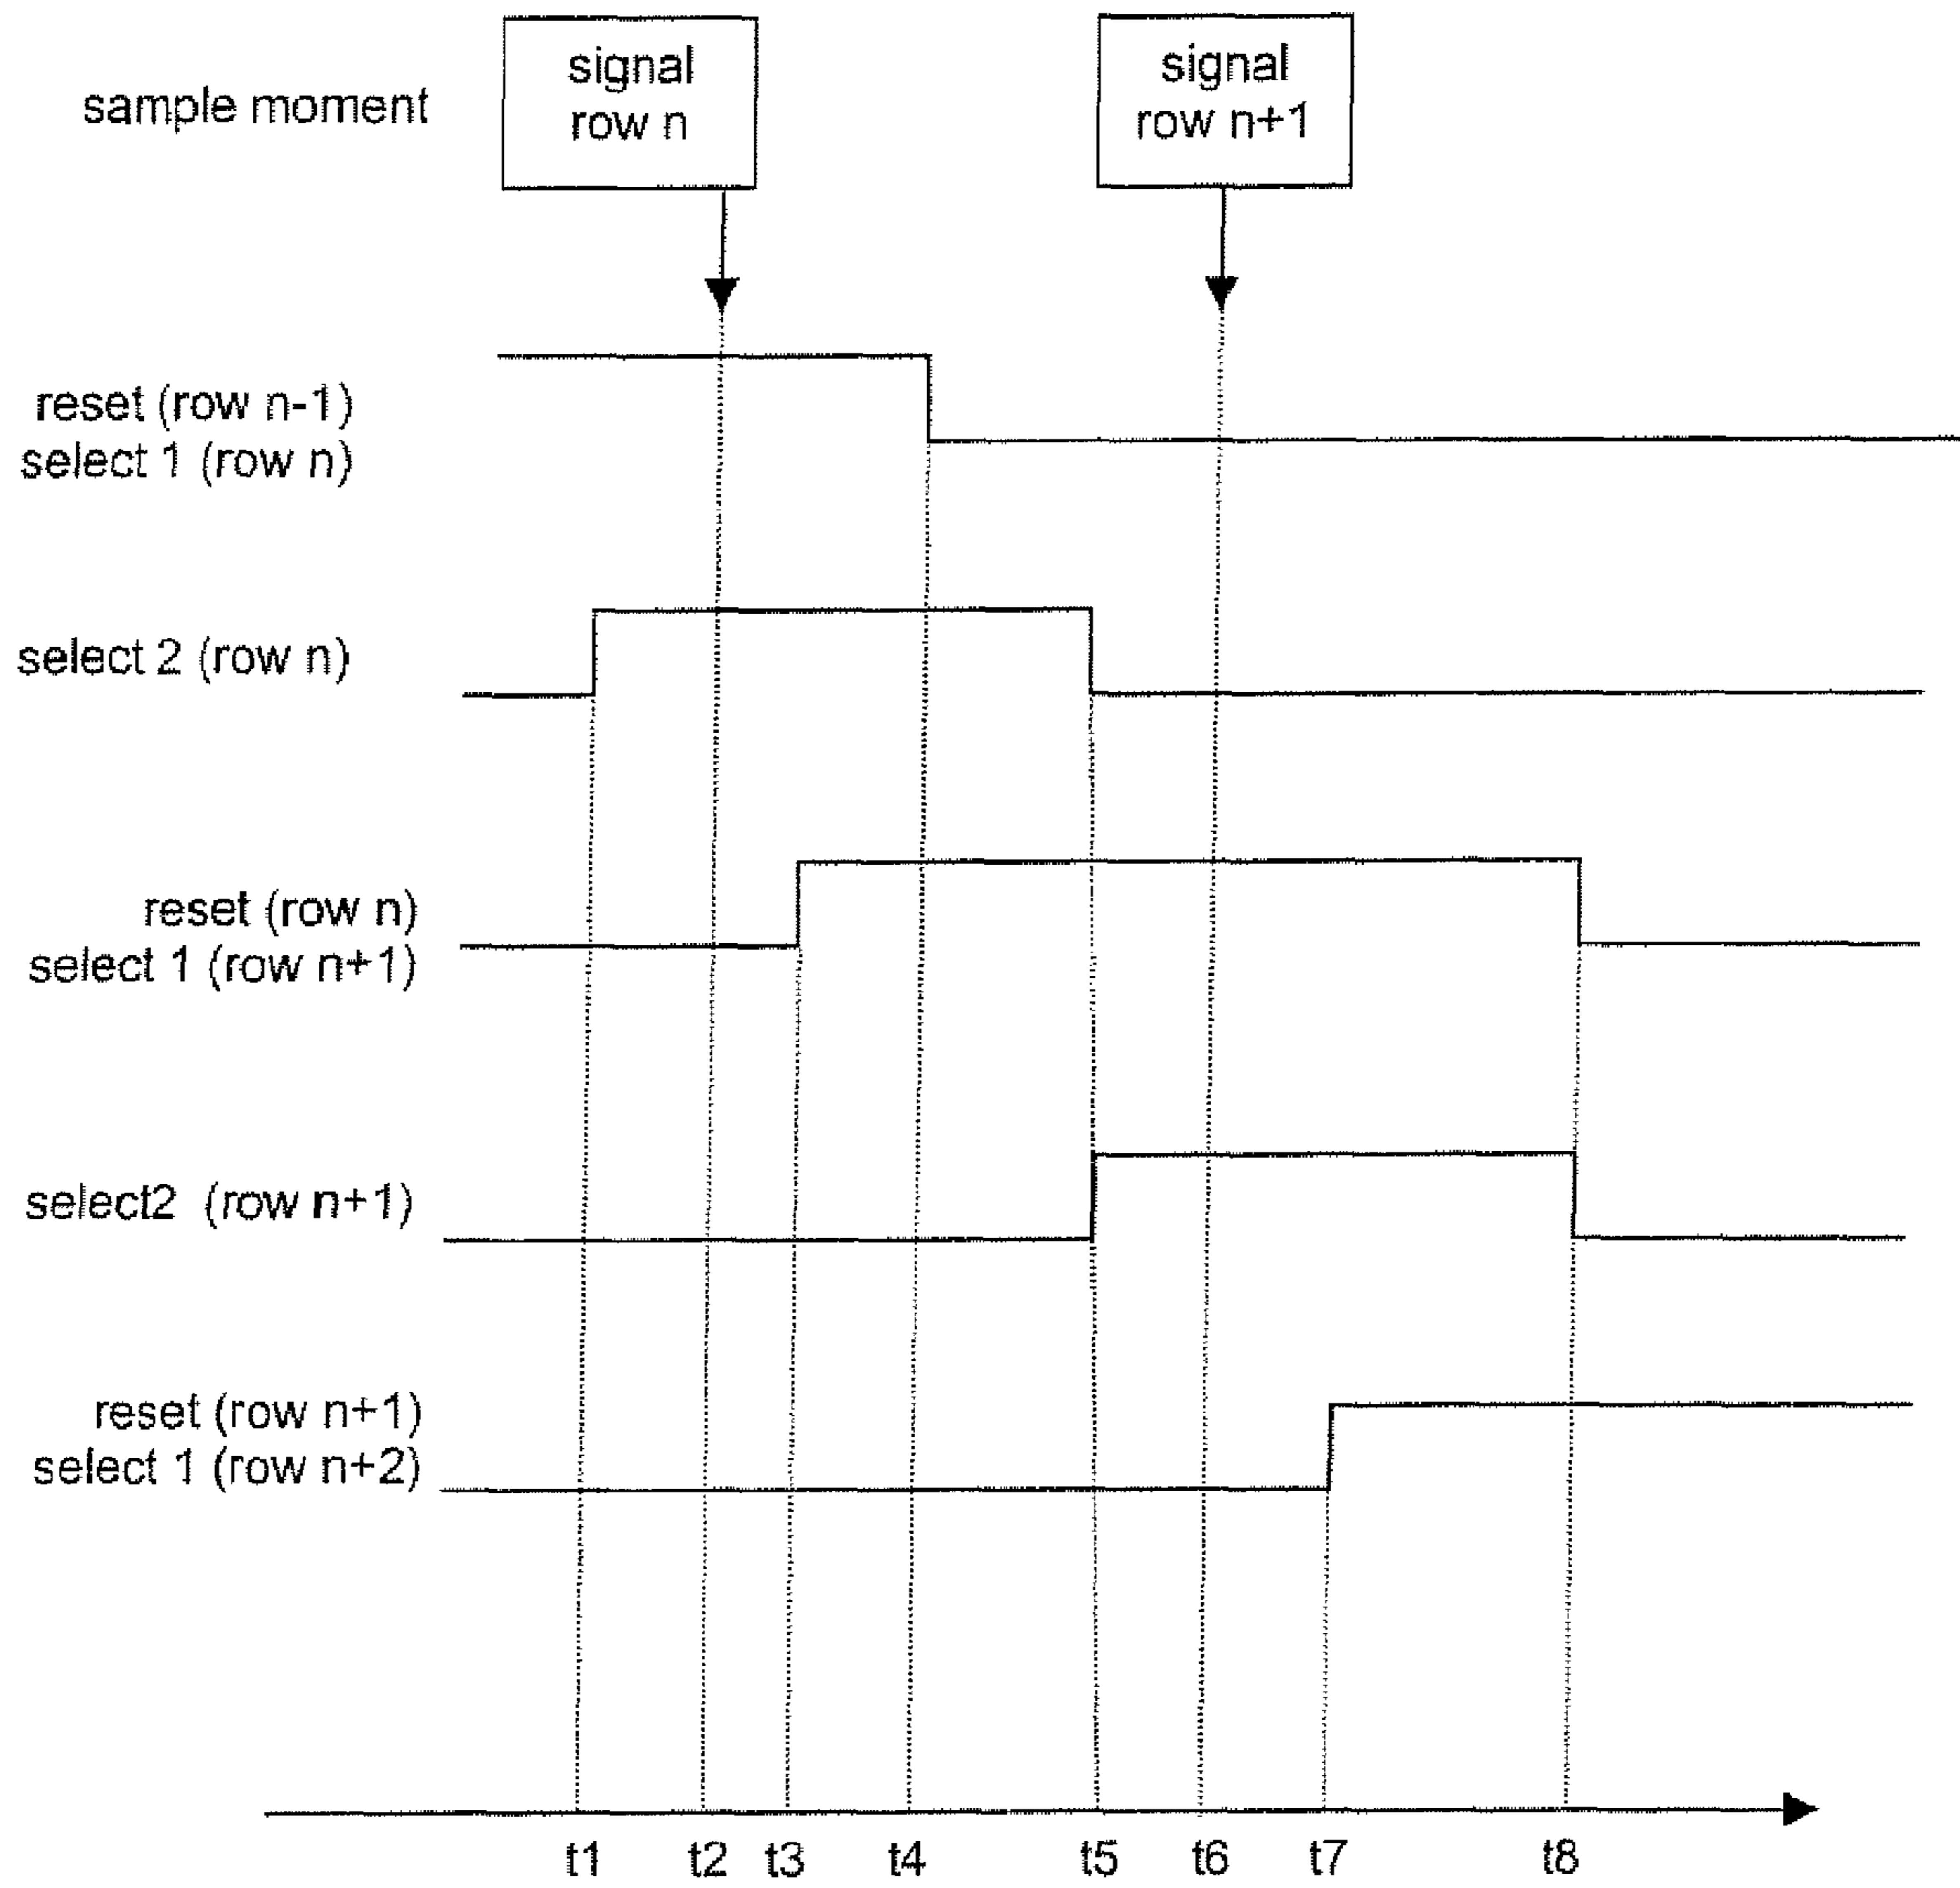 sample moment
signal
row n
signal
row n+1
reset (row n-1)
select 1 (row n)
select 2 (row n)
reset (row n)
select 1 (row n+1)
select2 (row n+1)
reset (row n+1)
select 1 (row n+2)
t1 t2 t3 t4 t5 t6 t7 t8